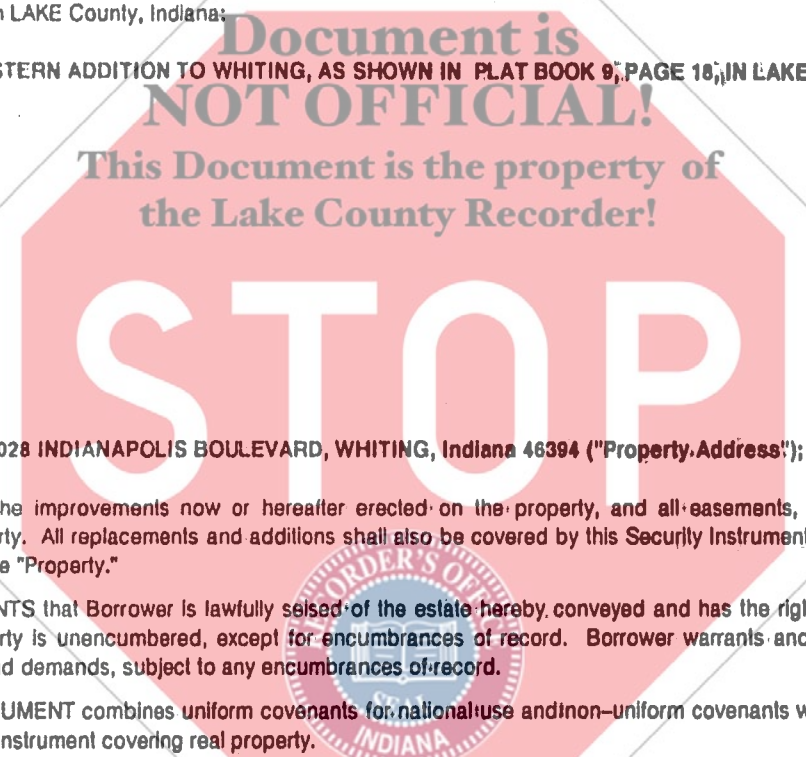 n LAKE County, Indiana:
Document is
STERN ADDITION TO WHITING, AS SHOWN IN PLAT BOOK 9, PAGE 18, IN LAKE
NOT OFFICIAL!
This Document is the property of
the Lake County Recorder!
STOP
028 INDIANAPOLIS BOULEVARD, WHITING, Indiana 46394 ("Property Address");
he improvements now or hereafter erected on the property, and all easements,
rty. All replacements and additions shall also be covered by this Security Instrument
e "Property."
NTS that Borrower is lawfully seised of the estate hereby conveyed and has the righ
rty is unencumbered, except for encumbrances of record. Borrower warrants and
d demands, subject to any encumbrances of record.
UMENT combines uniform covenants for national use and non-uniform covenants w
instrument covering real property.
RECORDER'S OFFICE
SEAL
INDIANA